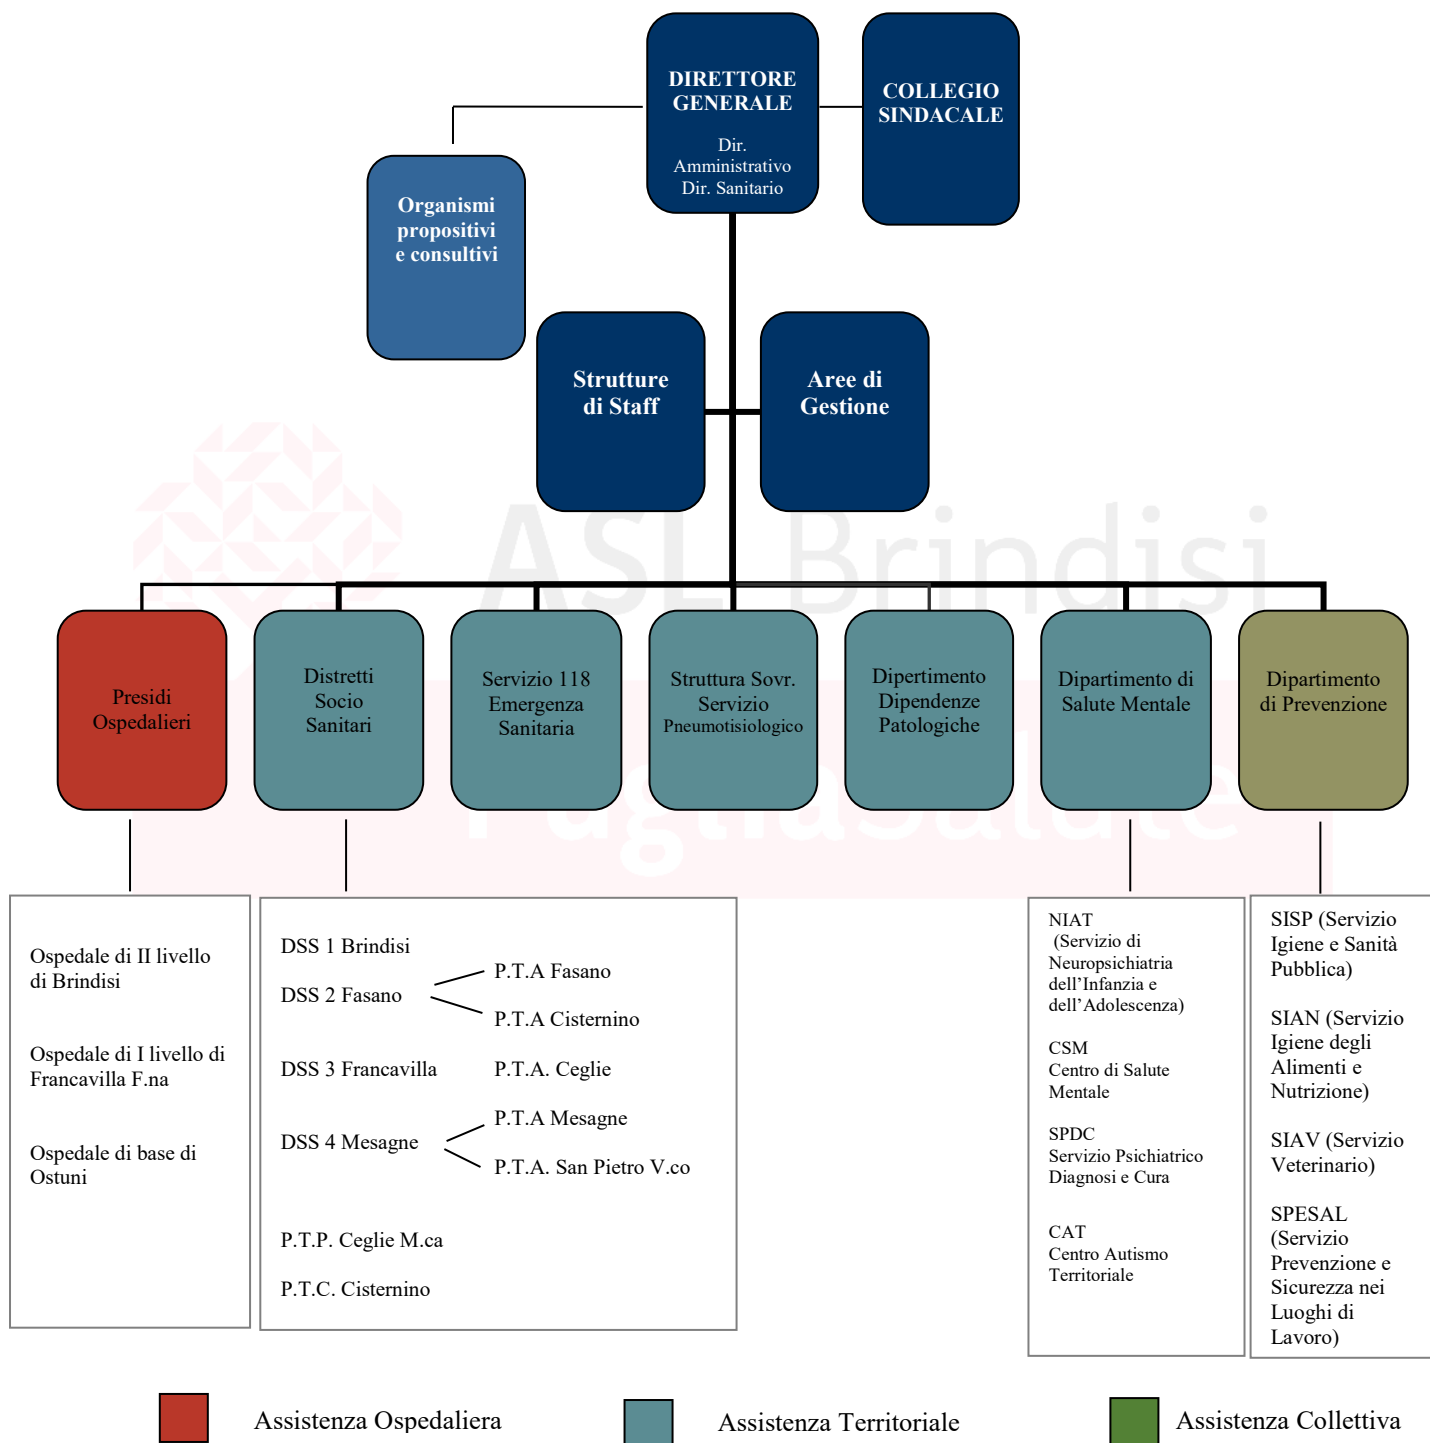 DIRETTORE
GENERALE
Dir.
Amministrativo
Dir. Sanitario
COLLEGIO
SINDACALE
Organismi
propositivi
e consultivi
Strutture
di Staff
Aree di
Gestione
ASL Brindisi
PugliaSalute
Presidi
Ospedalieri
Distretti
Socio
Sanitari
Servizio 118
Emergenza
Sanitaria
Struttura Sovr.
Servizio
Pneumotisiologico
Dipertimento
Dipendenze
Patologiche
Dipartimento di
Salute Mentale
Dipartimento
di Prevenzione
Ospedale di II livello
di Brindisi
Ospedale di I livello di
Francavilla F.na
Ospedale di base di
Ostuni
DSS 1 Brindisi
DSS 2 Fasano
P.T.A Fasano
P.T.A Cisternino
DSS 3 Francavilla
P.T.A. Ceglie
DSS 4 Mesagne
P.T.A Mesagne
P.T.A. San Pietro V.co
P.T.P. Ceglie M.ca
P.T.C. Cisternino
NIAT
(Servizio di
Neuropsichiatria
dell’Infanzia e
dell’Adolescenza)
CSM
Centro di Salute
Mentale
SPDC
Servizio Psichiatrico
Diagnosi e Cura
CAT
Centro Autismo
Territoriale
SISP (Servizio
Igiene e Sanità
Pubblica)
SIAN (Servizio
Igiene degli
Alimenti e
Nutrizione)
SIAV (Servizio
Veterinario)
SPESAL
(Servizio
Prevenzione e
Sicurezza nei
Luoghi di
Lavoro)
Assistenza Ospedaliera
Assistenza Territoriale
Assistenza Collettiva